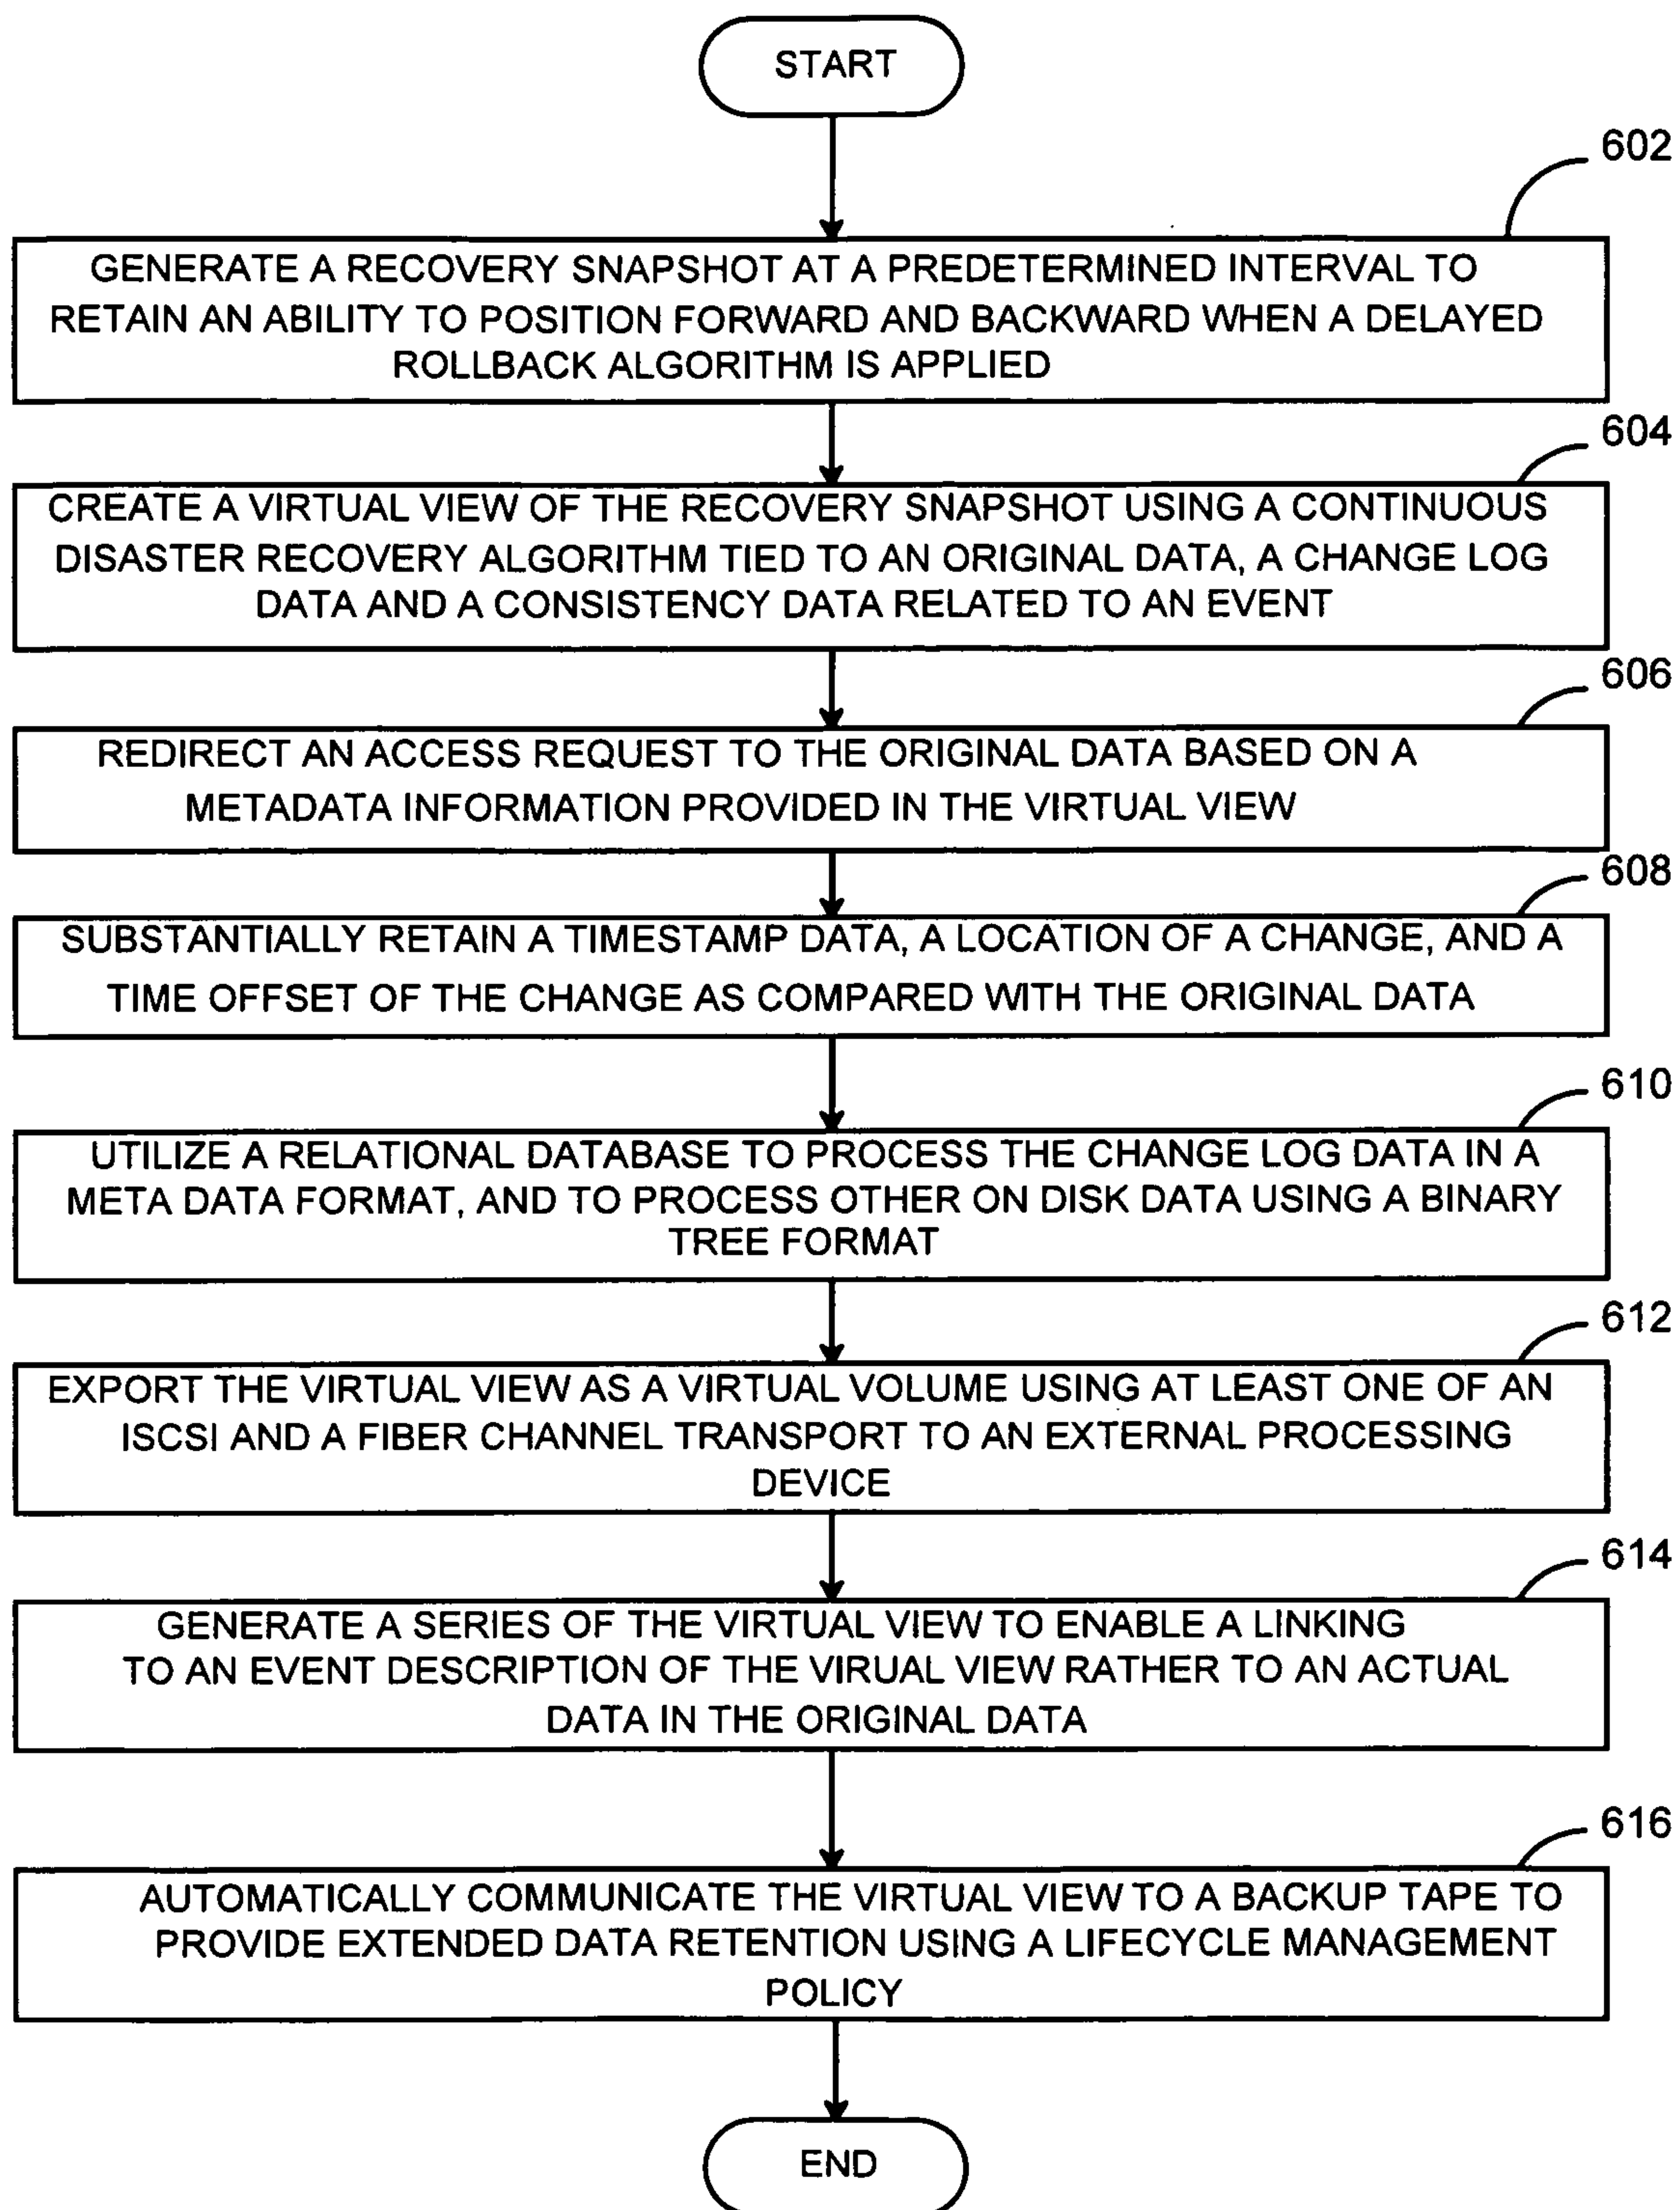 START
602
GENERATE A RECOVERY SNAPSHOT AT A PREDETERMINED INTERVAL TO
RETAIN AN ABILITY TO POSITION FORWARD AND BACKWARD WHEN A DELAYED
ROLLBACK ALGORITHM IS APPLIED
604
CREATE A VIRTUAL VIEW OF THE RECOVERY SNAPSHOT USING A CONTINUOUS
DISASTER RECOVERY ALGORITHM TIED TO AN ORIGINAL DATA, A CHANGE LOG
DATA AND A CONSISTENCY DATA RELATED TO AN EVENT
606
REDIRECT AN ACCESS REQUEST TO THE ORIGINAL DATA BASED ON A
METADATA INFORMATION PROVIDED IN THE VIRTUAL VIEW
608
SUBSTANTIALLY RETAIN A TIMESTAMP DATA, A LOCATION OF A CHANGE, AND A
TIME OFFSET OF THE CHANGE AS COMPARED WITH THE ORIGINAL DATA
610
UTILIZE A RELATIONAL DATABASE TO PROCESS THE CHANGE LOG DATA IN A
META DATA FORMAT, AND TO PROCESS OTHER ON DISK DATA USING A BINARY
TREE FORMAT
612
EXPORT THE VIRTUAL VIEW AS A VIRTUAL VOLUME USING AT LEAST ONE OF AN
ISCSI AND A FIBER CHANNEL TRANSPORT TO AN EXTERNAL PROCESSING
DEVICE
614
GENERATE A SERIES OF THE VIRTUAL VIEW TO ENABLE A LINKING
TO AN EVENT DESCRIPTION OF THE VIRUAL VIEW RATHER TO AN ACTUAL
DATA IN THE ORIGINAL DATA
616
AUTOMATICALLY COMMUNICATE THE VIRTUAL VIEW TO A BACKUP TAPE TO
PROVIDE EXTENDED DATA RETENTION USING A LIFECYCLE MANAGEMENT
POLICY
END